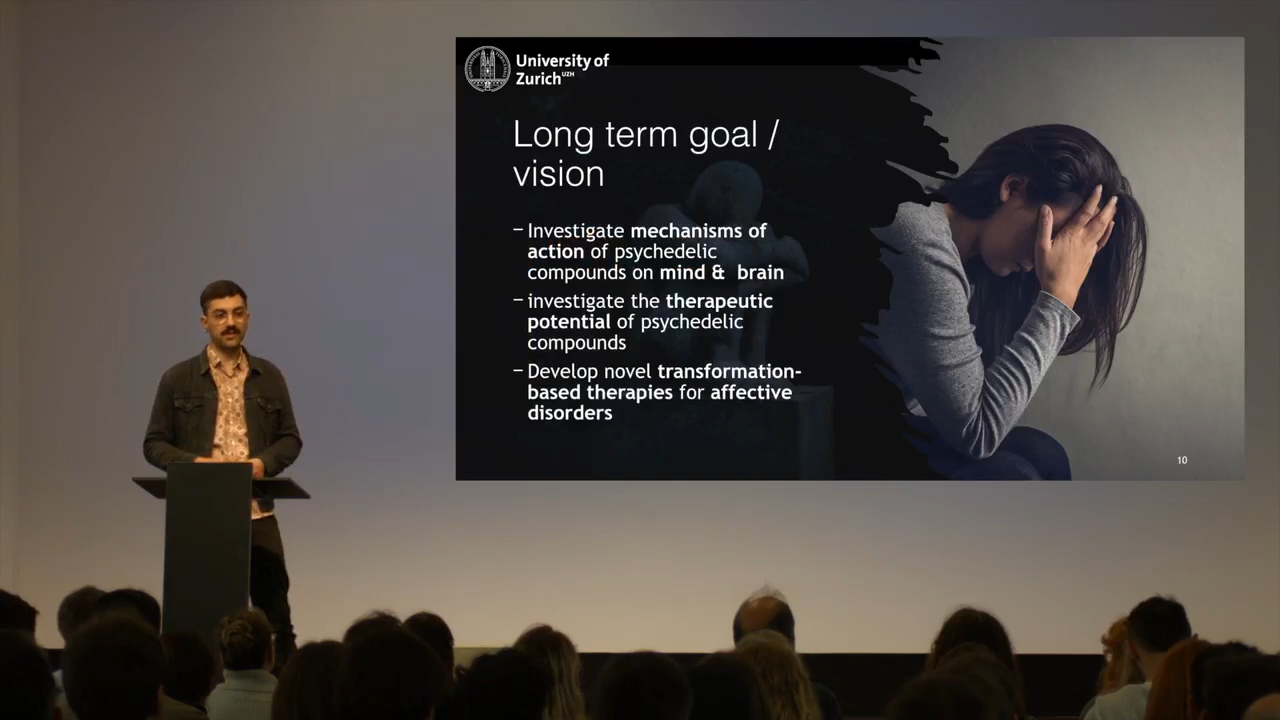 University of
Zurich UZH
Long term goal /
vision
– Investigate mechanisms of
action of psychedelic
compounds on mind & brain
– investigate the therapeutic
potential of psychedelic
compounds
– Develop novel transformation-
based therapies for affective
disorders
10